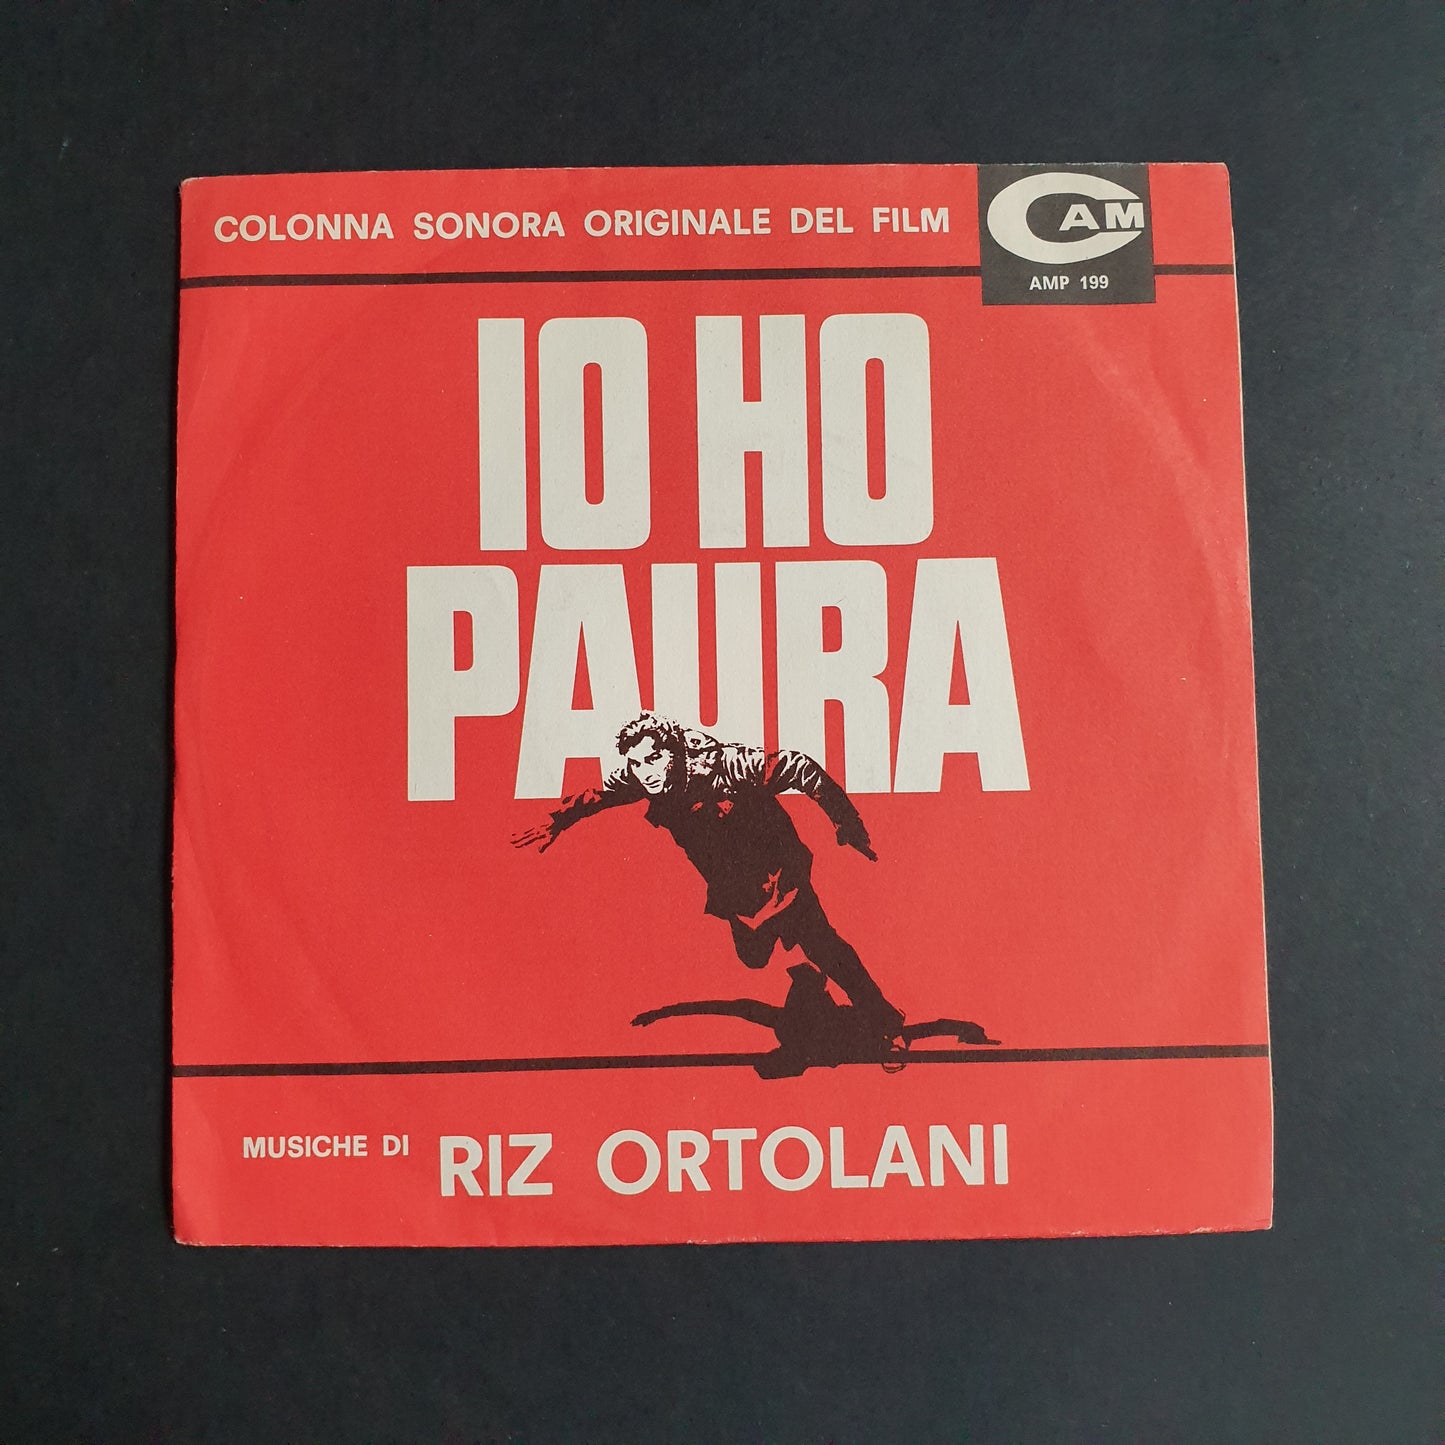 COLONNA SONORA ORIGINALE DEL FILM
CAM
AMP 199
IO HO
PAURA
MUSICHE DI RIZ ORTOLANI